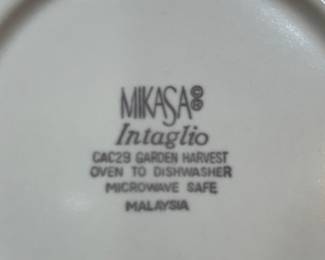 MIKASA®©
Intaglio
CAC29 GARDEN HARVEST
OVEN TO DISHWASHER
MICROWAVE SAFE
MALAYSIA